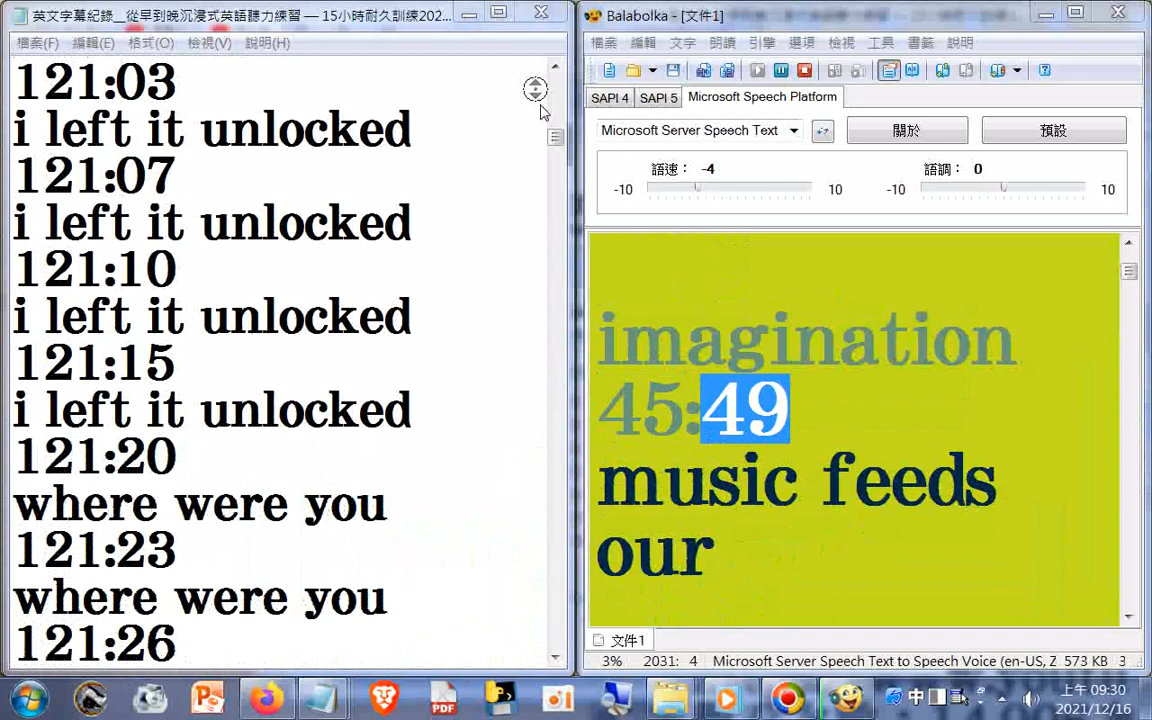 英文字幕紀錄__從早到晚沉浸式英語聽力練習 — 15小時耐久訓練202...
檔案(F) 編輯(E) 格式(O) 檢視(V) 說明(H)
121:03
i left it unlocked
121:07
i left it unlocked
121:10
i left it unlocked
121:15
i left it unlocked
121:20
where were you
121:23
where were you
121:26
Balabolka - [文件1]
檔案 編輯 文字 朗讀 引擎 選項 檢視 工具 書籤 說明
SAPI 4 SAPI 5 Microsoft Speech Platform
Microsoft Server Speech Text 關於 預設
語速： -4 語調： 0
-10 10 -10 10
imagination
45:49
music feeds
our
文件1
3% 2031: 4 Microsoft Server Speech Text to Speech Voice (en-US, Z 573 KB 3
PDF
中
上午 09:30
2021/12/16